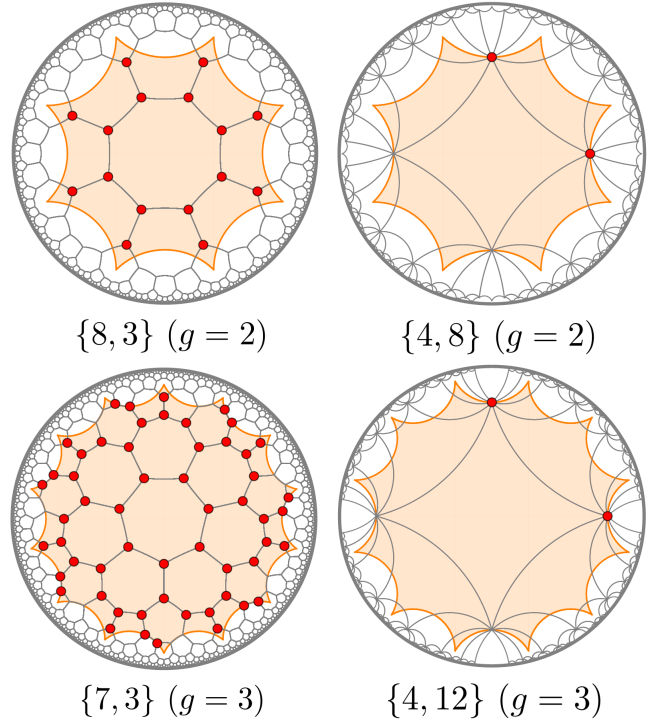 {8, 3} (g = 2)
{4, 8} (g = 2)
{7, 3} (g = 3)
{4, 12} (g = 3)